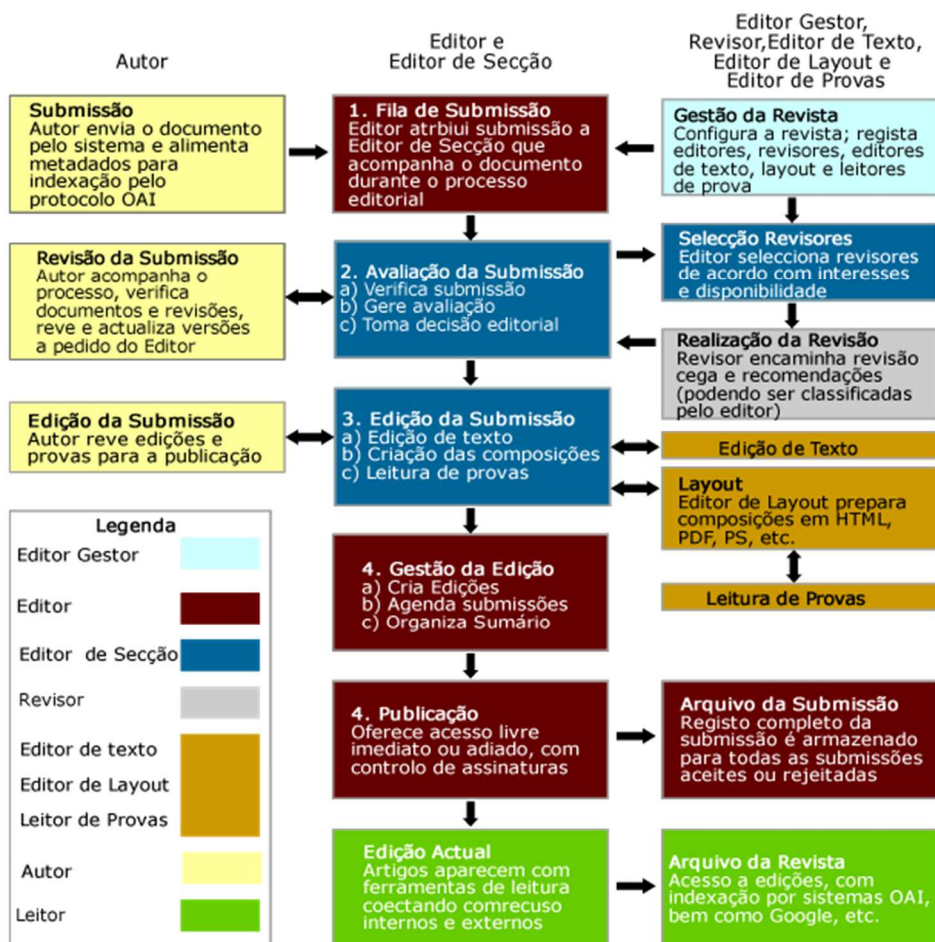 Autor
Editor e
Editor de Secção
Editor Gestor,
Revisor,Editor de Texto,
Editor de Layout e
Editor de Provas
Submissão
Autor envia o documento
pelo sistema e alimenta
metadados para
indexação pelo
protocolo OAI
1. Fila de Submissão
Editor atrbiui submissão a
Editor de Secção que
acompanha o documento
durante o processo
editorial
Gestão da Revista
Configura a revista; regista
editores, revisores, editores
de texto, layout e leitores
de prova
Revisão da Submissão
Autor acompanha o
processo, verifica
documentos e revisões,
reve e actualiza versões
a pedido do Editor
2. Avaliação da Submissão
a) Verifica submissão
b) Gere avaliação
c) Toma decisão editorial
Selecção Revisores
Editor selecciona revisores
de acordo com interesses
e disponibilidade
Realização da Revisão
Revisor encaminha revisão
cega e recomendações
(podendo ser classificadas
pelo editor)
Edição da Submissão
Autor reve edições e
provas para a publicação
3. Edição da Submissão
a) Edição de texto
b) Criação das composições
c) Leitura de provas
Edição de Texto
Layout
Editor de Layout prepara
composições em HTML,
PDF, PS, etc.
Leitura de Provas
Legenda
Editor Gestor
Editor
Editor de Secção
Revisor
Editor de texto
Editor de Layout
Leitor de Provas
Autor
Leitor
4. Gestão da Edição
a) Cria Edições
b) Agenda submissões
c) Organiza Sumário
4. Publicação
Oferece acesso livre
imediato ou adiado, com
controlo de assinaturas
Arquivo da Submissão
Registo completo da
submissão é armazenado
para todas as submissões
aceites ou rejeitadas
Edição Actual
Artigos aparecem com
ferramentas de leitura
coectando comrecuso
internos e externos
Arquivo da Revista
Acesso a edições, com
indexação por sistemas OAI,
bem como Google, etc.